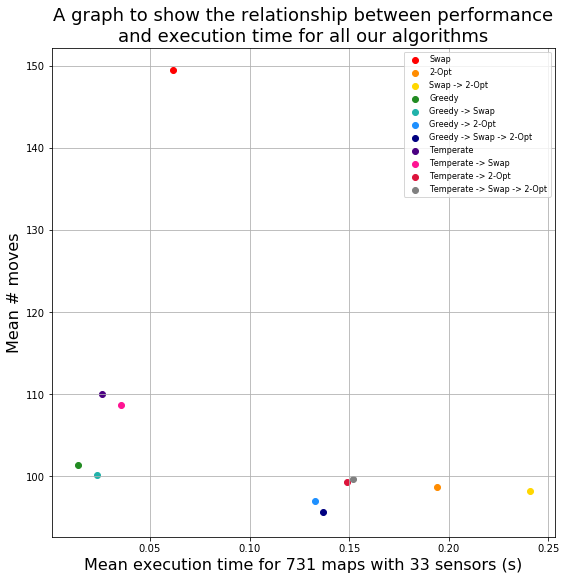 A graph to show the relationship between performance
and execution time for all our algorithms
Swap
2-Opt
Swap -> 2-Opt
Greedy
Greedy -> Swap
Greedy -> 2-Opt
Greedy -> Swap -> 2-Opt
Temperate
Temperate -> Swap
Temperate -> 2-Opt
Temperate -> Swap -> 2-Opt
Mean # moves
150
140
130
120
110
100
0.05
0.10
0.15
0.20
0.25
Mean execution time for 731 maps with 33 sensors (s)